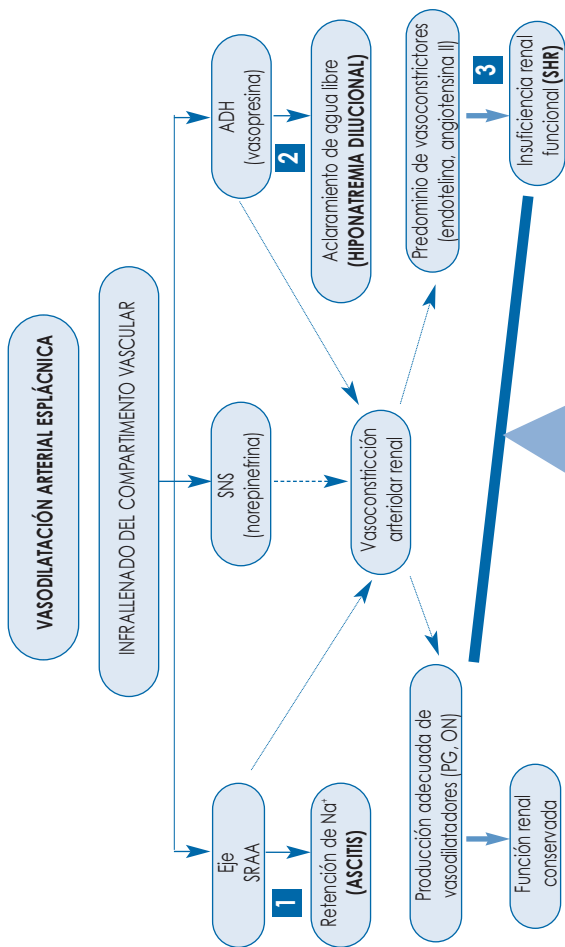 VASODILATACIÓN ARTERIAL ESPLÁCNICA
INFRALLENADO DEL COMPARTIMENTO VASCULAR
Eje
SRAA
SNS
(norepinefrina)
ADH
(vasopresina)
1
2
Retención de Na+
(ASCITIS)
Aclaramiento de agua libre
(HIPONATREMIA DILUCIONAL)
Vasoconstricción
arteriolar renal
Producción adecuada de
vasodilatadores (PG, ON)
Predominio de vasoconstrictores
(endotelina, angiotensina II)
3
Función renal
conservada
Insuficiencia renal
funcional (SHR)